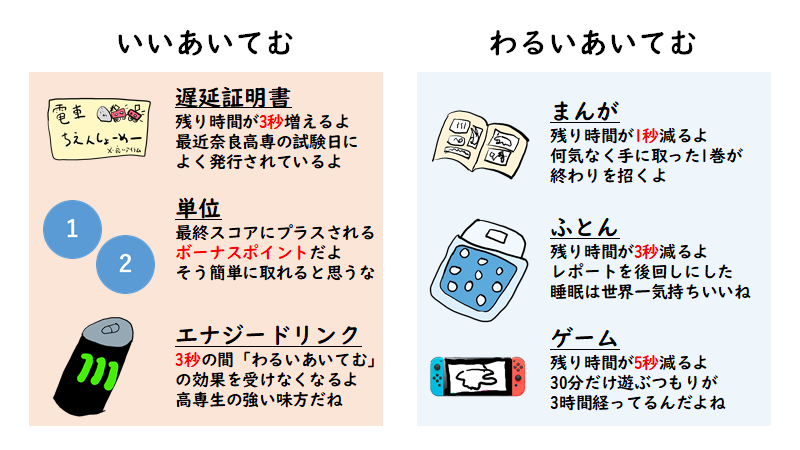 いいあいてむ
電車
ちえんしょーめー
遅延証明書
残り時間が3秒増えるよ
最近奈良高専の試験日に
よく発行されているよ
1
2
単位
最終スコアにプラスされる
ボーナスポイントだよ
そう簡単に取れると思うな
エナジードリンク
3秒の間「わるいあいてむ」
の効果を受けなくなるよ
高専生の強い味方だね
わるいあいてむ
まんが
残り時間が1秒減るよ
何気なく手に取った1巻が
終わりを招くよ
ふとん
残り時間が3秒減るよ
レポートを後回しにした
睡眠は世界一気持ちいいね
ゲーム
残り時間が5秒減るよ
30分だけ遊ぶつもりが
3時間経ってるんだよね